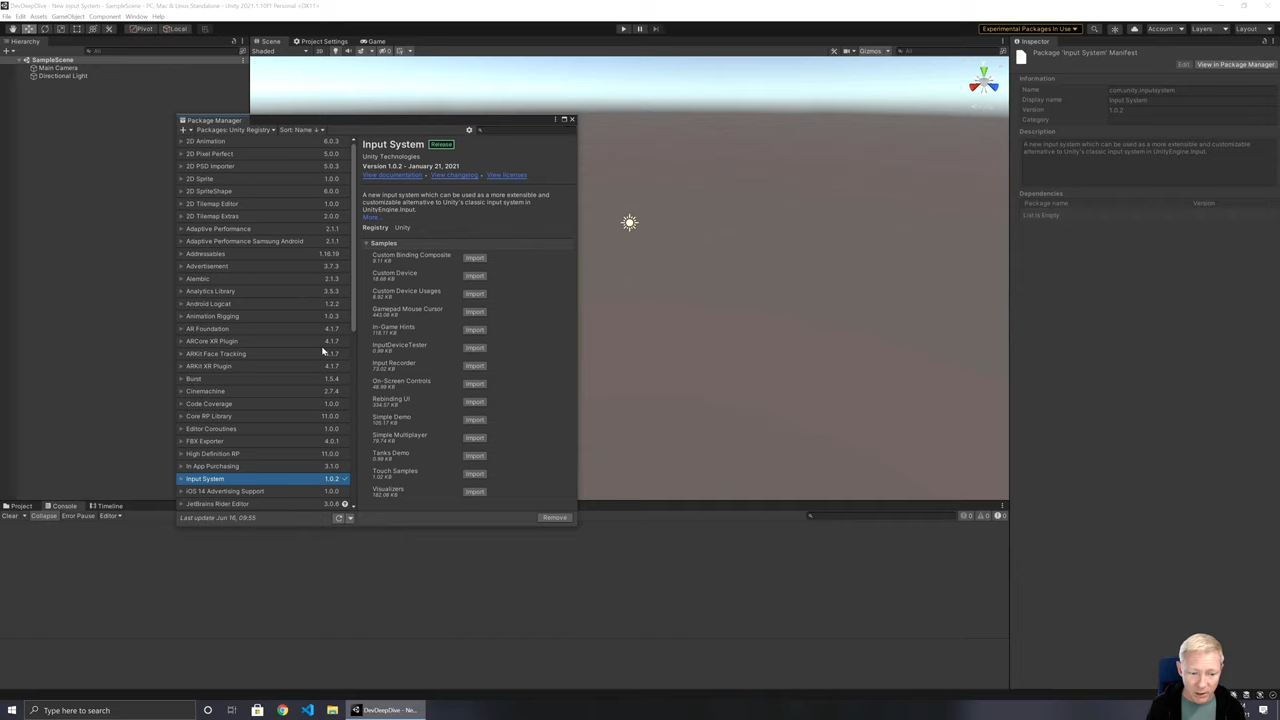 DevDeepDive - New Input System - SampleScene - PC, Mac & Linux Standalone - Unity 2021.1.10f1 Personal <DX11>
File Edit Assets GameObject Component Window Help
Pivot Local Experimental Packages In Use Account Layers Layout
Hierarchy
All
SampleScene
Main Camera
Directional Light
Scene Project Settings Game
Shaded 2D Gizmos All
Package Manager
Packages: Unity Registry Sort: Name ↓
2D Animation 6.0.3
2D Pixel Perfect 5.0.0
2D PSD Importer 5.0.3
2D Sprite 1.0.0
2D SpriteShape 6.0.0
2D Tilemap Editor 1.0.0
2D Tilemap Extras 2.0.0
Adaptive Performance 2.1.1
Adaptive Performance Samsung Android 2.1.1
Addressables 1.16.19
Advertisement 3.7.3
Alembic 2.1.3
Analytics Library 3.5.3
Android Logcat 1.2.2
Animation Rigging 1.0.3
AR Foundation 4.1.7
ARCore XR Plugin 4.1.7
ARKit Face Tracking 4.1.7
ARKit XR Plugin 4.1.7
Burst 1.5.4
Cinemachine 2.7.4
Code Coverage 1.0.0
Core RP Library 11.0.0
Editor Coroutines 1.0.0
FBX Exporter 4.0.1
High Definition RP 11.0.0
In App Purchasing 3.1.0
Input System 1.0.2
iOS 14 Advertising Support 1.0.0
JetBrains Rider Editor 3.0.6
Last update Jun 16, 09:55
Input System Release
Unity Technologies
Version 1.0.2 - January 21, 2021
View documentation • View changelog • View licenses
A new input system which can be used as a more extensible and
customizable alternative to Unity's classic input system in
UnityEngine.Input.
More...
Registry Unity
Samples
Custom Binding Composite Import
9.11 KB
Custom Device Import
18.68 KB
Custom Device Usages Import
8.92 KB
Gamepad Mouse Cursor Import
443.08 KB
In-Game Hints Import
118.11 KB
InputDeviceTester Import
0.99 KB
Input Recorder Import
73.02 KB
On-Screen Controls Import
46.99 KB
Rebinding UI Import
334.57 KB
Simple Demo Import
105.17 KB
Simple Multiplayer Import
79.74 KB
Tanks Demo Import
0.98 KB
Touch Samples Import
1.02 KB
Visualizers Import
182.06 KB
Remove
Inspector
Package 'Input System' Manifest
Edit View in Package Manager
Information
Name com.unity.inputsystem
Display name Input System
Version 1.0.2
Category
Description
A new input system which can be used as a more extensible and customizable
alternative to Unity's classic input system in UnityEngine.Input.
Dependencies
Package name Version
List is Empty
Project Console Timeline
Clear Collapse Error Pause Editor
0 0 0
Type here to search
DevDeepDive - Ne...